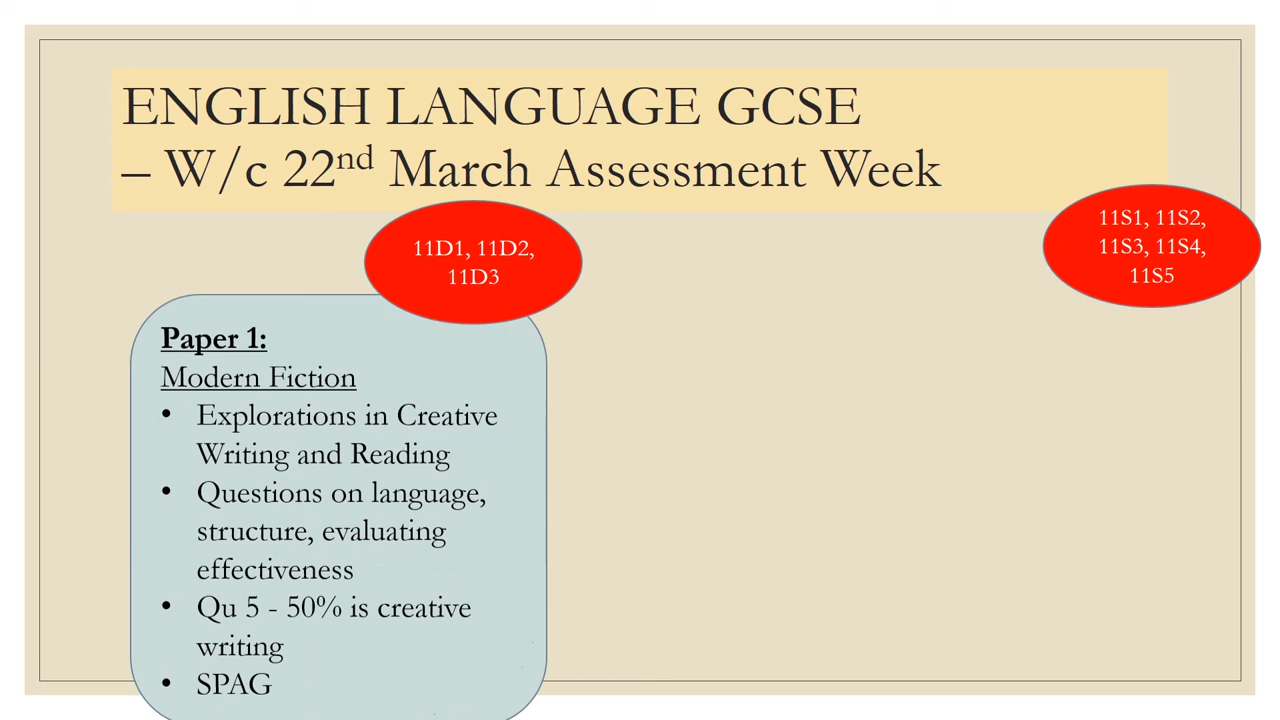 ENGLISH LANGUAGE GCSE
– W/c 22nd March Assessment Week
11D1, 11D2,
11D3
11S1, 11S2,
11S3, 11S4,
11S5
Paper 1:
Modern Fiction
• Explorations in Creative
Writing and Reading
• Questions on language,
structure, evaluating
effectiveness
• Qu 5 - 50% is creative
writing
• SPAG